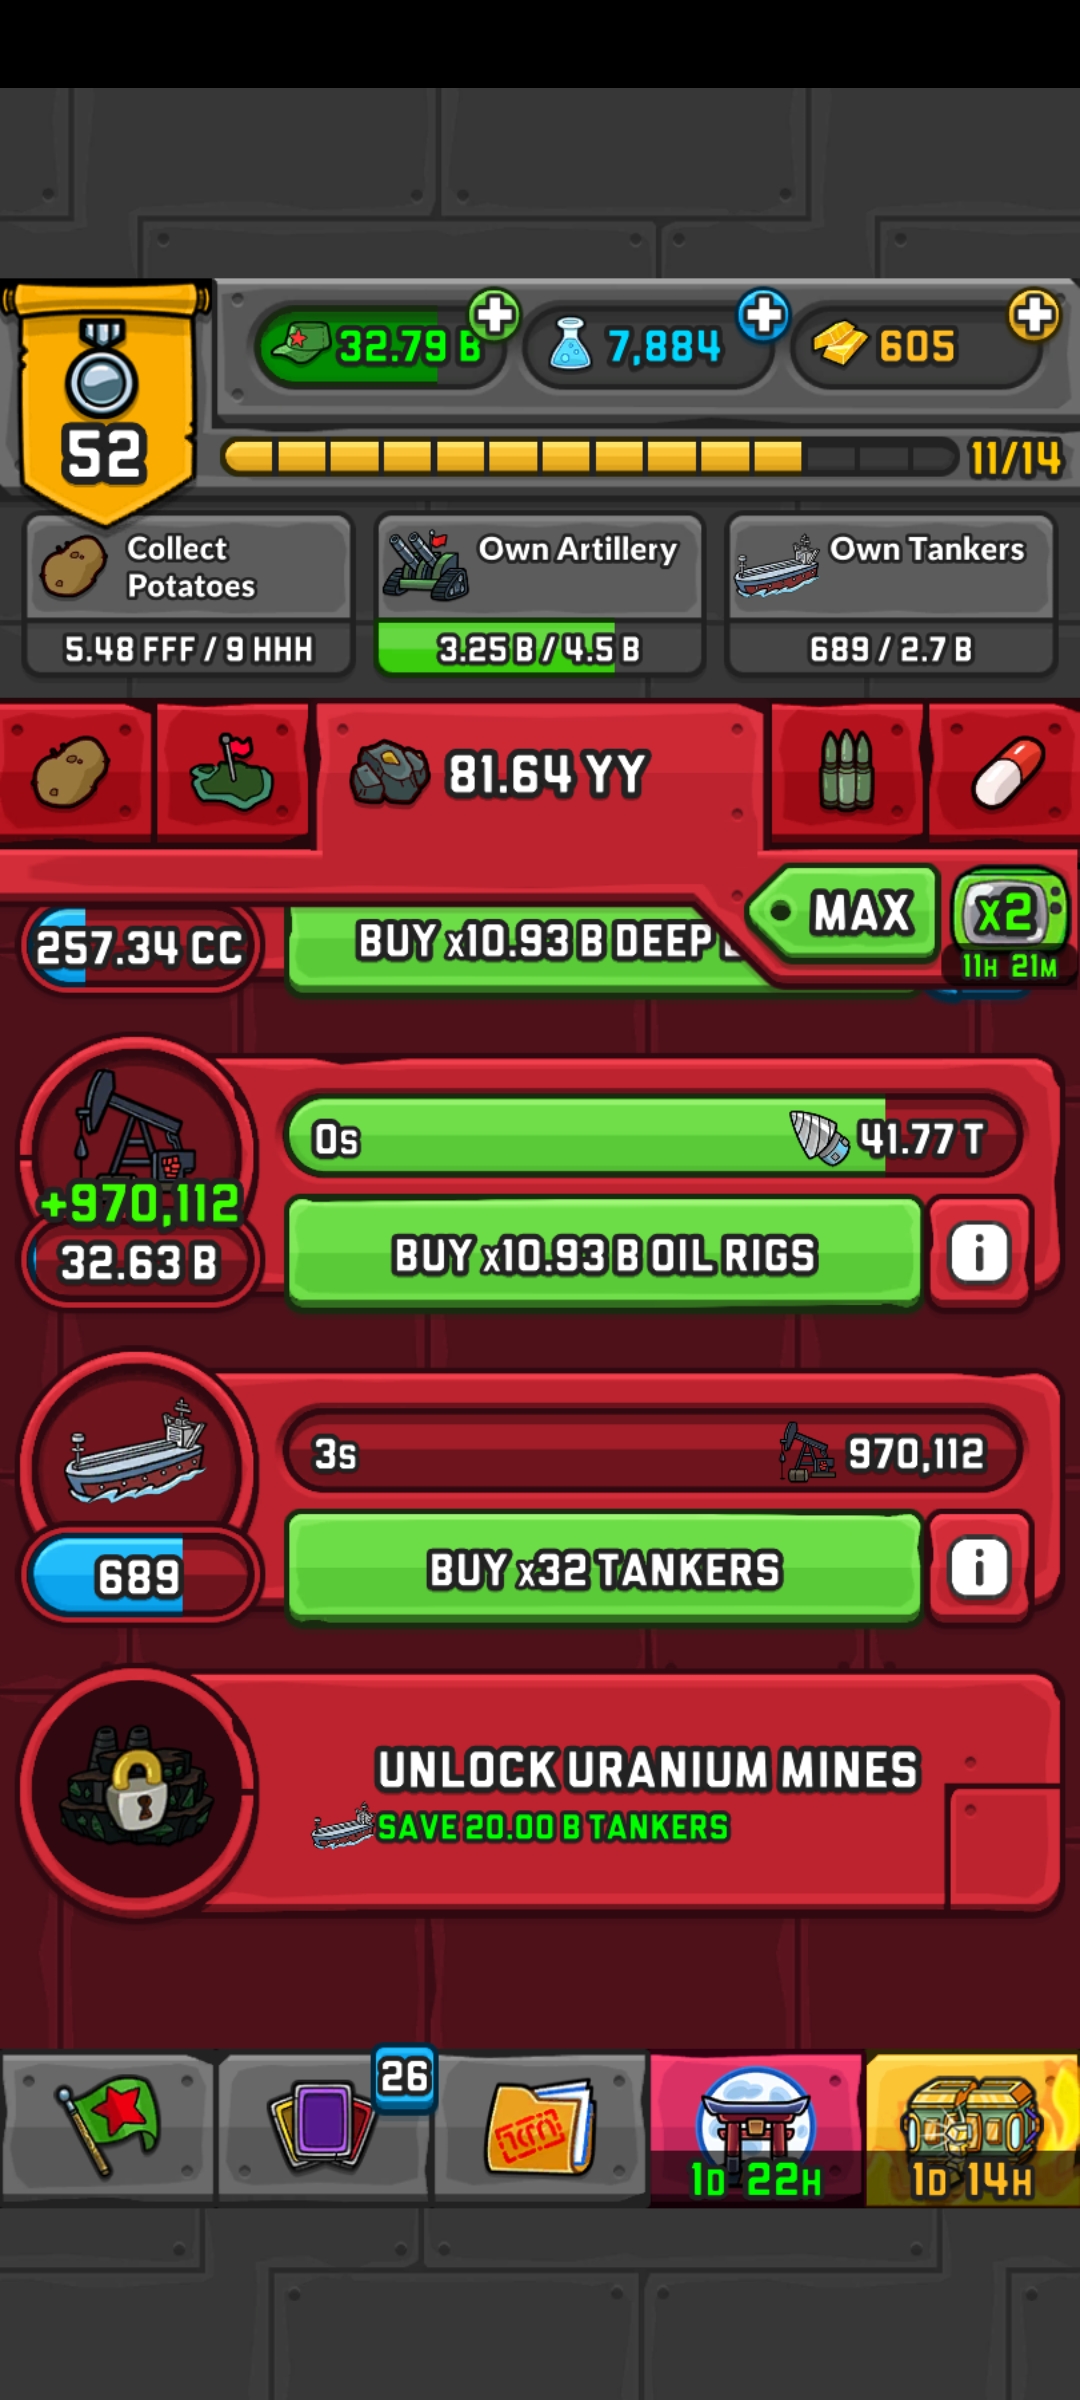 32.79 B
7,884
605
52
11/14
Collect
Potatoes
5.48 FFF / 9 HHH
Own Artillery
3.25 B / 4.5 B
Own Tankers
689 / 2.7 B
81.64 YY
MAX
x2
11H 21M
257.34 CC
BUY x10.93 B DEEP
0s
41.77 T
+970,112
32.63 B
BUY x10.93 B OIL RIGS
i
3s
970,112
689
BUY x32 TANKERS
i
UNLOCK URANIUM MINES
SAVE 20.00 B TANKERS
26
1D 22H
1D 14H